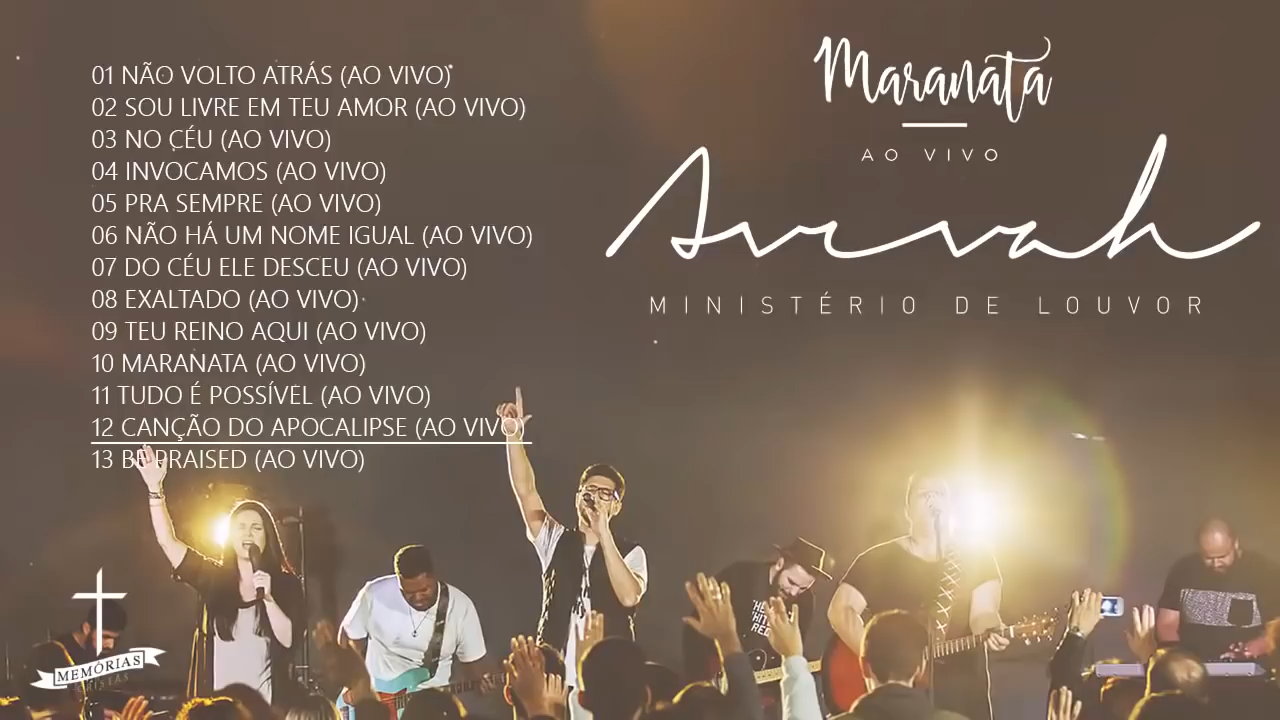 01 NÃO VOLTO ATRÁS (AO VIVO)
02 SOU LIVRE EM TEU AMOR (AO VIVO)
03 NO CÉU (AO VIVO)
04 INVOCAMOS (AO VIVO)
05 PRA SEMPRE (AO VIVO)
06 NÃO HÁ UM NOME IGUAL (AO VIVO)
07 DO CÉU ELE DESCEU (AO VIVO)
08 EXALTADO (AO VIVO)
09 TEU REINO AQUI (AO VIVO)
10 MARANATA (AO VIVO)
11 TUDO É POSSÍVEL (AO VIVO)
12 CANÇÃO DO APOCALIPSE (AO VIVO)
13 BE PRAISED (AO VIVO)
Maranata
AO VIVO
Avivah
MINISTÉRIO DE LOUVOR
THE
WHITE
RED
MEMÓRIAS
CRISTÃS